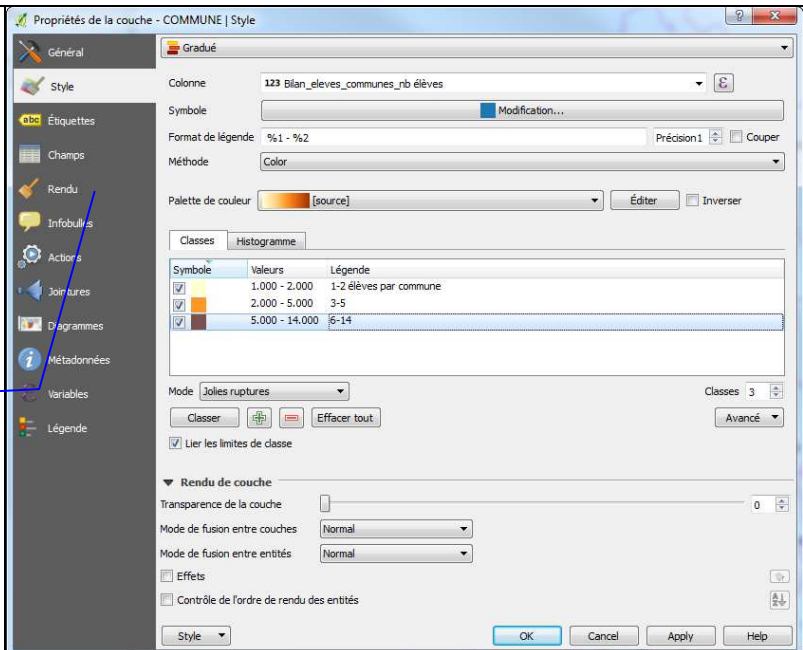 Propriétés de la couche - COMMUNE | Style
Général
Style
abc Étiquettes
Champs
Rendu
Infobulles
Actions
Jointures
Diagrammes
Métadonnées
Variables
Légende
Gradué
Colonne 123 Bilan_eleves_communes_nb élèves ε
Symbole Modification...
Format de légende %1 - %2 Précision 1 Couper
Méthode Color
Palette de couleur [source] Éditer Inverser
Classes Histogramme
Symbole Valeurs Légende
1.000 - 2.000 1-2 élèves par commune
2.000 - 5.000 3-5
5.000 - 14.000 6-14
Mode Jolies ruptures Classes 3
Classer Effacer tout Avancé
Lier les limites de classe
Rendu de couche
Transparence de la couche 0
Mode de fusion entre couches Normal
Mode de fusion entre entités Normal
Effets
Contrôle de l'ordre de rendu des entités
Style OK Cancel Apply Help